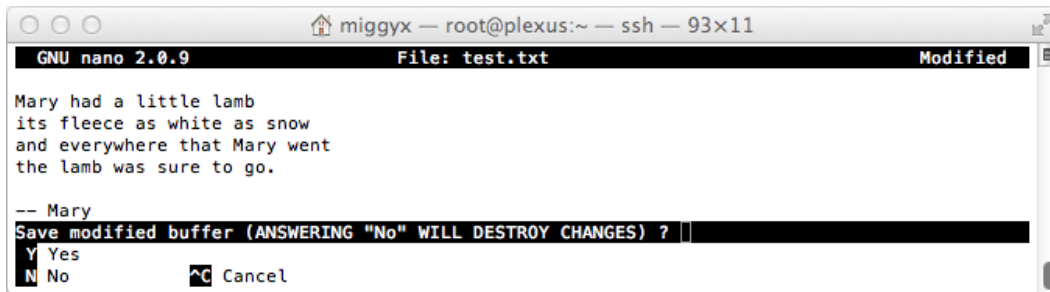 miggyx — root@plexus:~ — ssh — 93×11
GNU nano 2.0.9 File: test.txt Modified
Mary had a little lamb
its fleece as white as snow
and everywhere that Mary went
the lamb was sure to go.
-- Mary
Save modified buffer (ANSWERING "No" WILL DESTROY CHANGES) ?
Y Yes
N No ^C Cancel